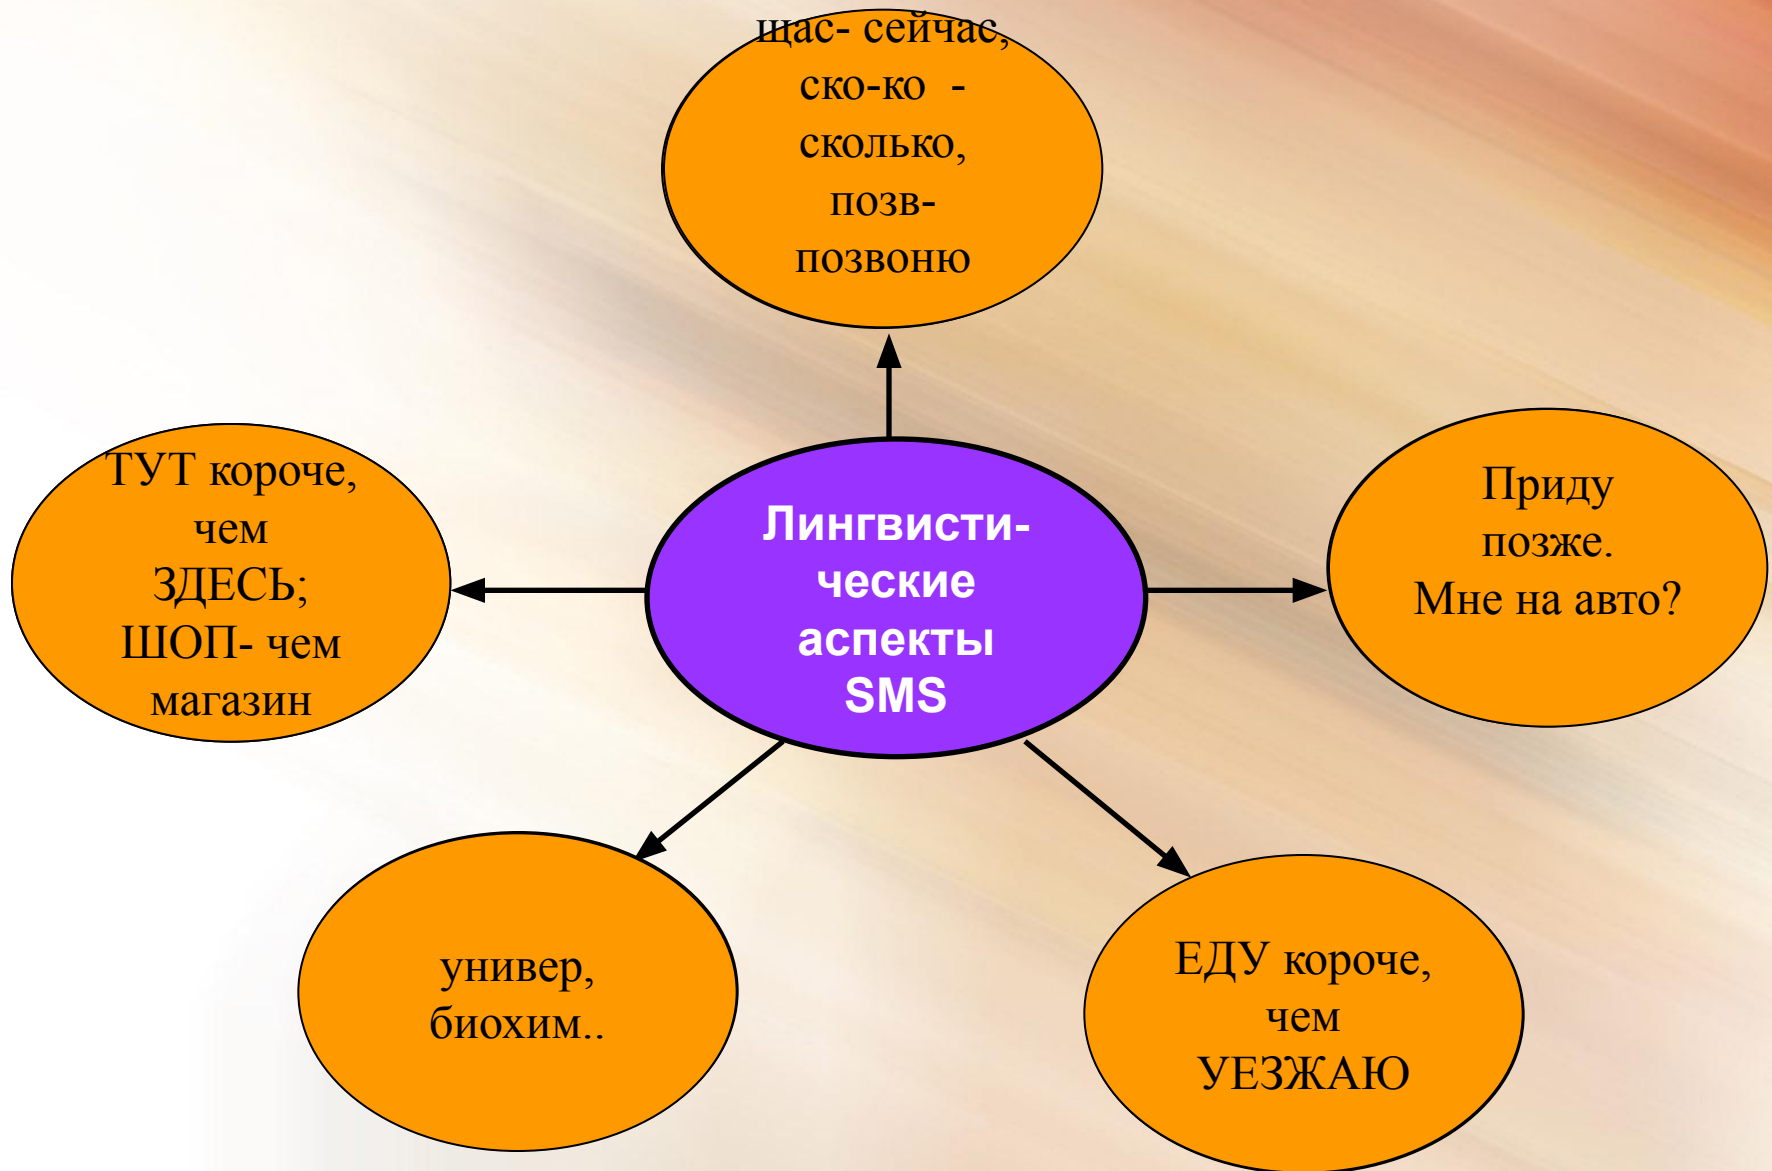 щас- сейчас,
ско-ко -
сколько,
позв-
позвоню
ТУТ короче,
чем
ЗДЕСЬ;
ШОП- чем
магазин
Лингвисти-
ческие
аспекты
SMS
Приду
позже.
Мне на авто?
универ,
биохим..
ЕДУ короче,
чем
УЕЗЖАЮ